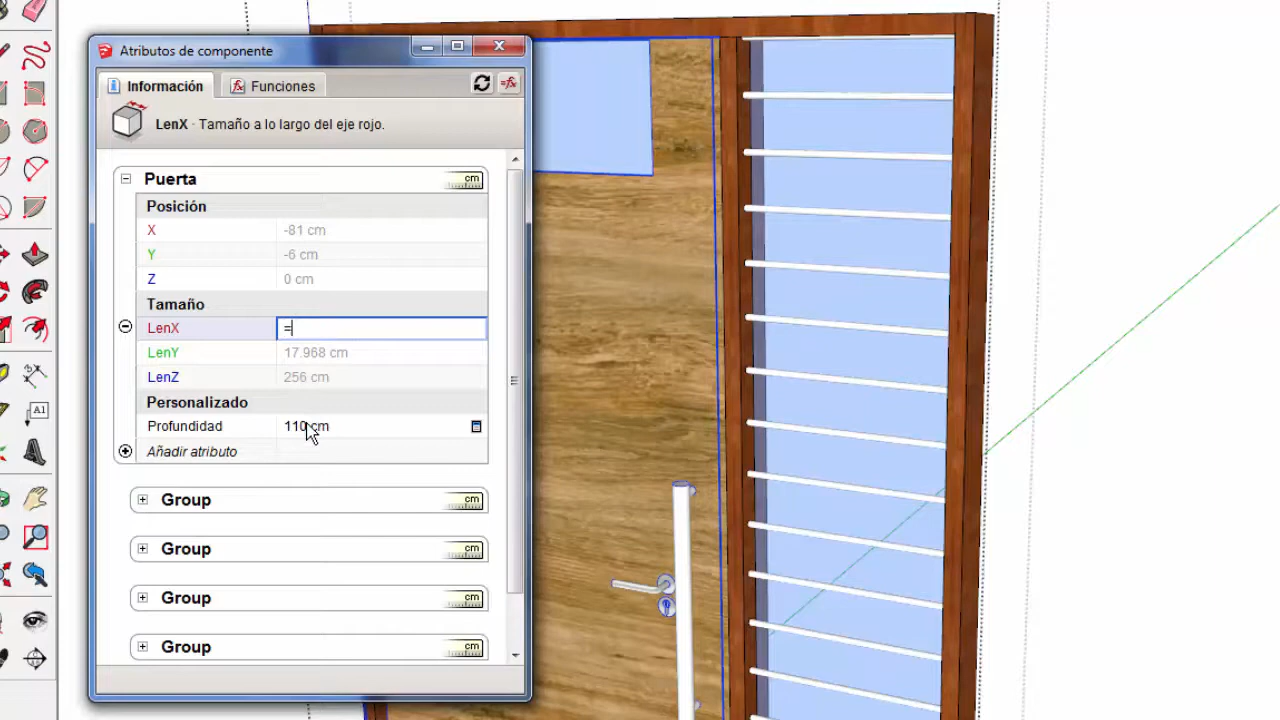 Atributos de componente
Información
Funciones
=fx
LenX - Tamaño a lo largo del eje rojo.
Puerta cm
Posición
X -81 cm
Y -6 cm
Z 0 cm
Tamaño
LenX =
LenY 17.968 cm
LenZ 256 cm
Personalizado
Profundidad 110 cm
Añadir atributo
Group cm
Group cm
Group cm
Group cm
A1